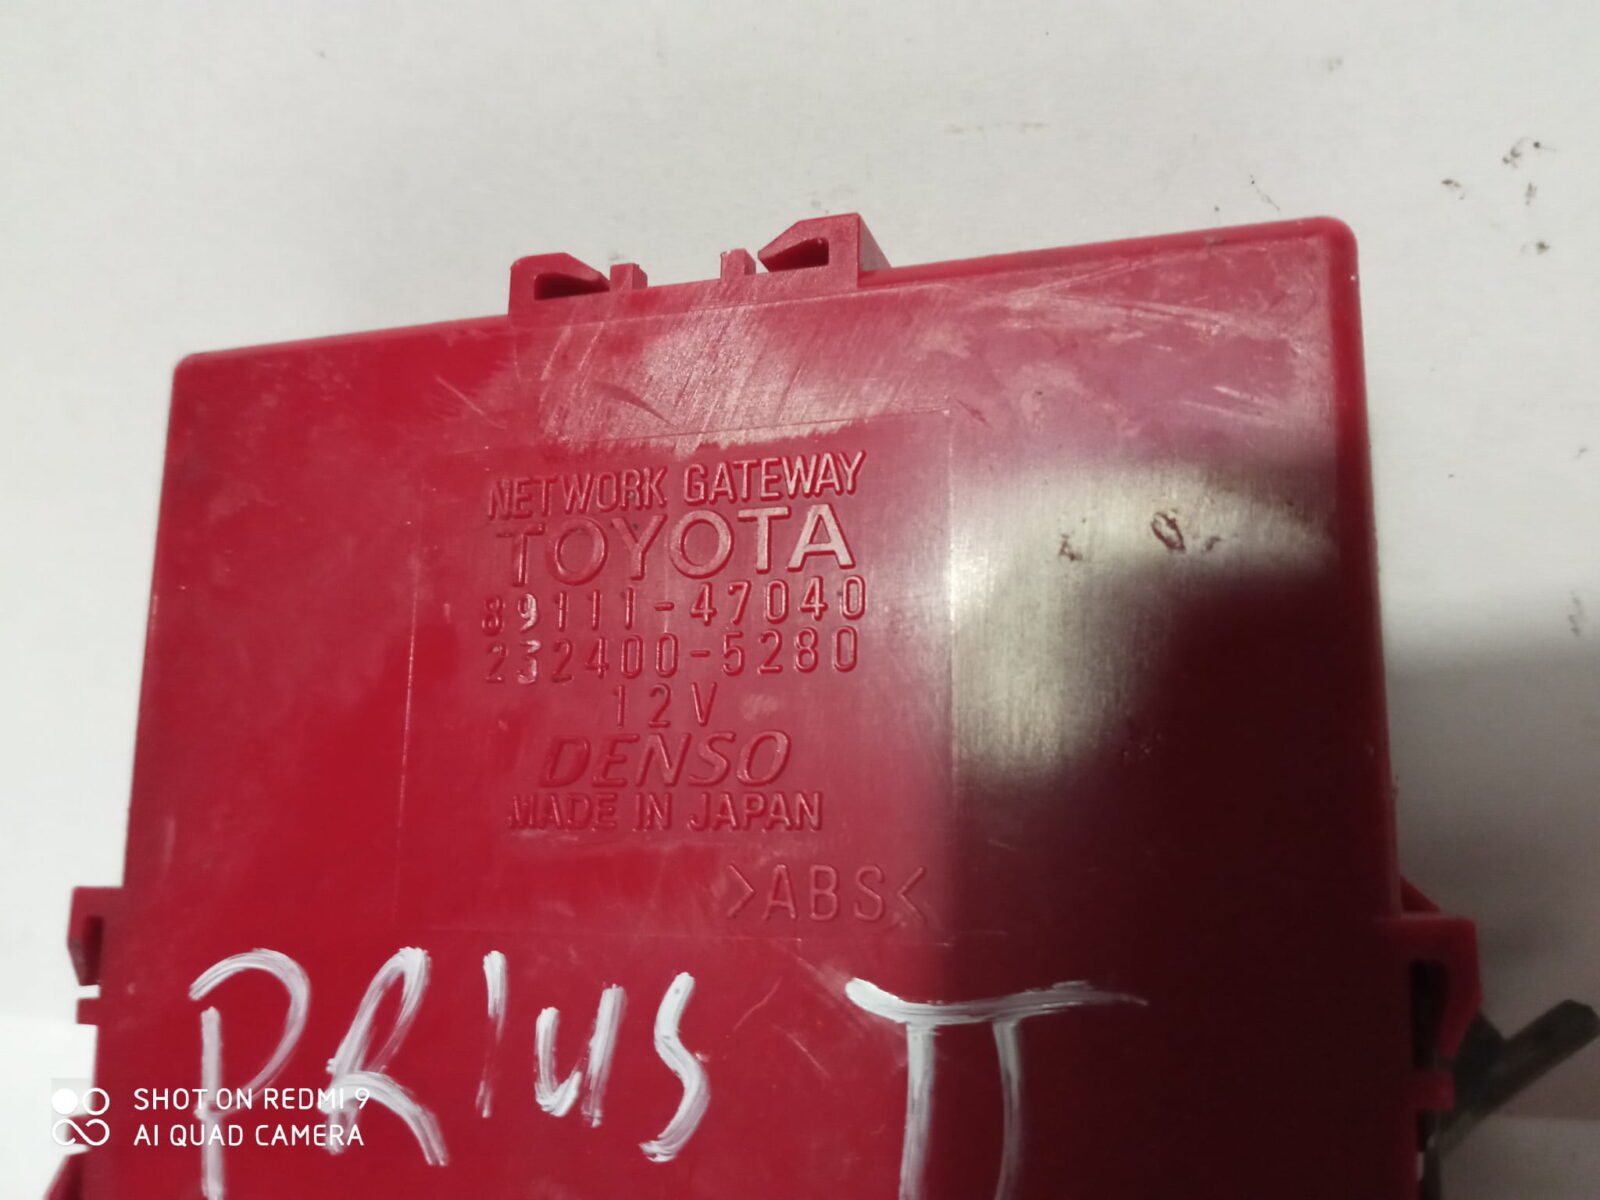 NETWORK GATEWAY
TOYOTA
89111-47040
232400-5280
12V
DENSO
MADE IN JAPAN
>ABS<
PRiUS II
SHOT ON REDMI 9
AI QUAD CAMERA